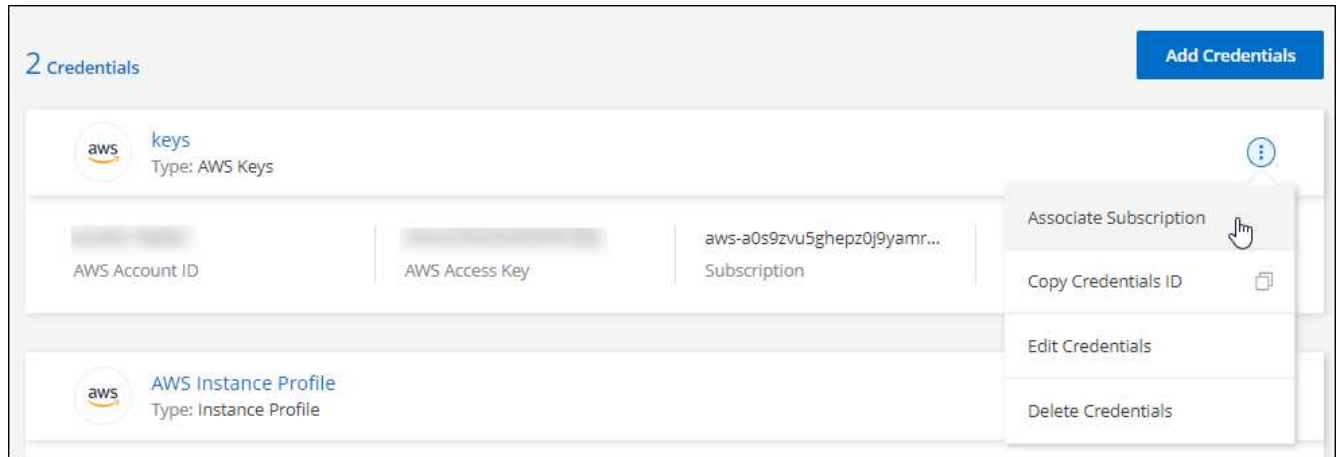 2 Credentials
Add Credentials
aws
keys
Type: AWS Keys
Associate Subscription
aws-a0s9zvu5ghepz0j9yamr...
AWS Account ID
AWS Access Key
Subscription
Copy Credentials ID
Edit Credentials
aws
AWS Instance Profile
Type: Instance Profile
Delete Credentials